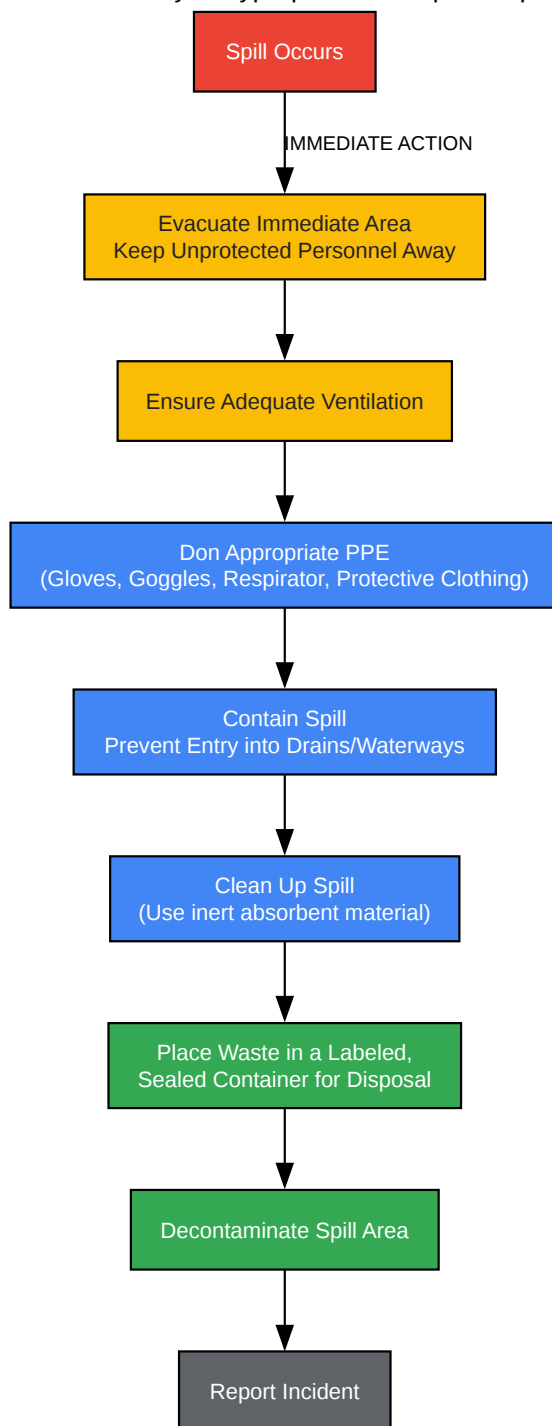 Spill Occurs
IMMEDIATE ACTION
Evacuate Immediate Area
Keep Unprotected Personnel Away
Ensure Adequate Ventilation
Don Appropriate PPE
(Gloves, Goggles, Respirator, Protective Clothing)
Contain Spill
Prevent Entry into Drains/Waterways
Clean Up Spill
(Use inert absorbent material)
Place Waste in a Labeled,
Sealed Container for Disposal
Decontaminate Spill Area
Report Incident